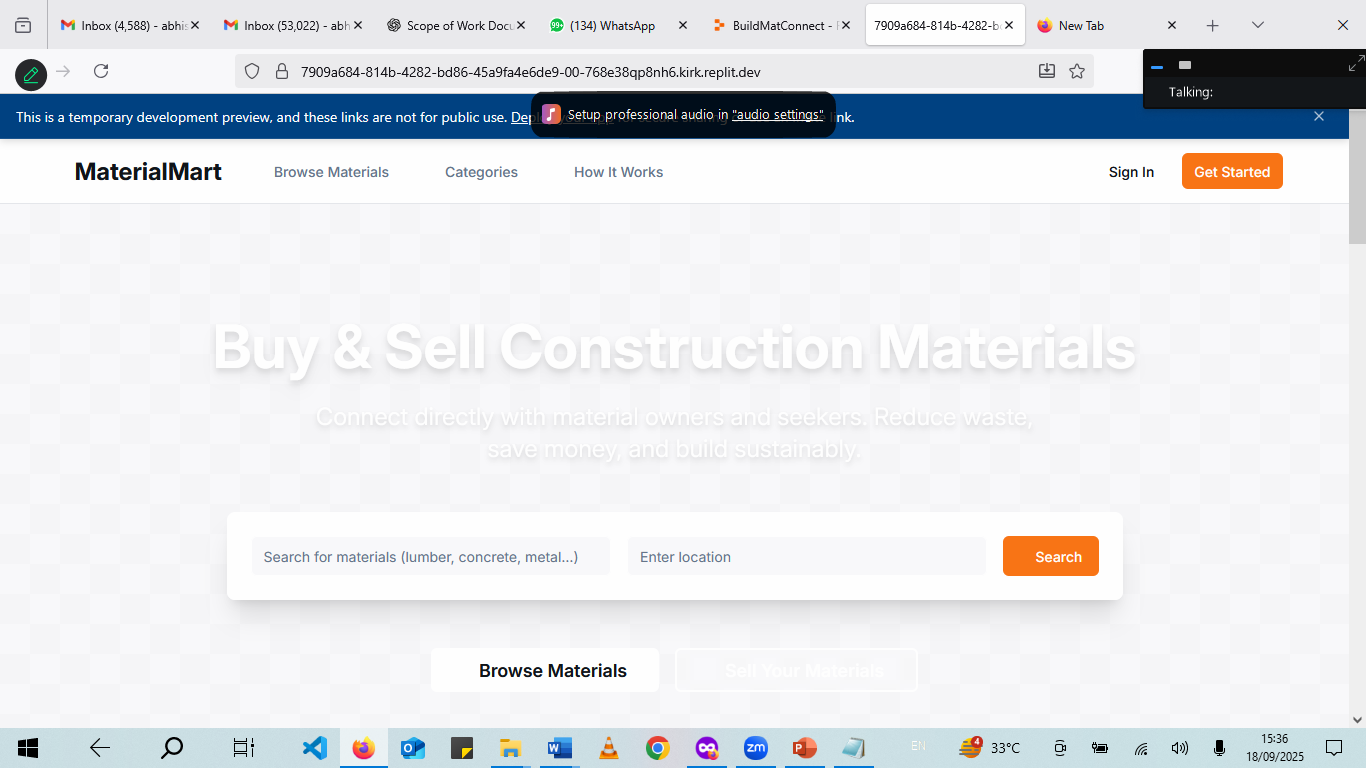 Inbox (4,588) - abhis
Inbox (53,022) - abh
Scope of Work Docu
99+
(134) WhatsApp
BuildMatConnect -
7909a684-814b-4282-b
New Tab
7909a684-814b-4282-bd86-45a9fa4e6de9-00-768e38qp8nh6.kirk.replit.dev
Talking:
This is a temporary development preview, and these links are not for public use. Depl
link.
Setup professional audio in "audio settings"
MaterialMart
Browse Materials
Categories
How It Works
Sign In
Get Started
Buy & Sell Construction Materials
Connect directly with material owners and seekers. Reduce waste,
save money, and build sustainably.
Search for materials (lumber, concrete, metal...)
Enter location
Search
Browse Materials
Sell Your Materials
zm
EN
4
33°C
15:36
18/09/2025